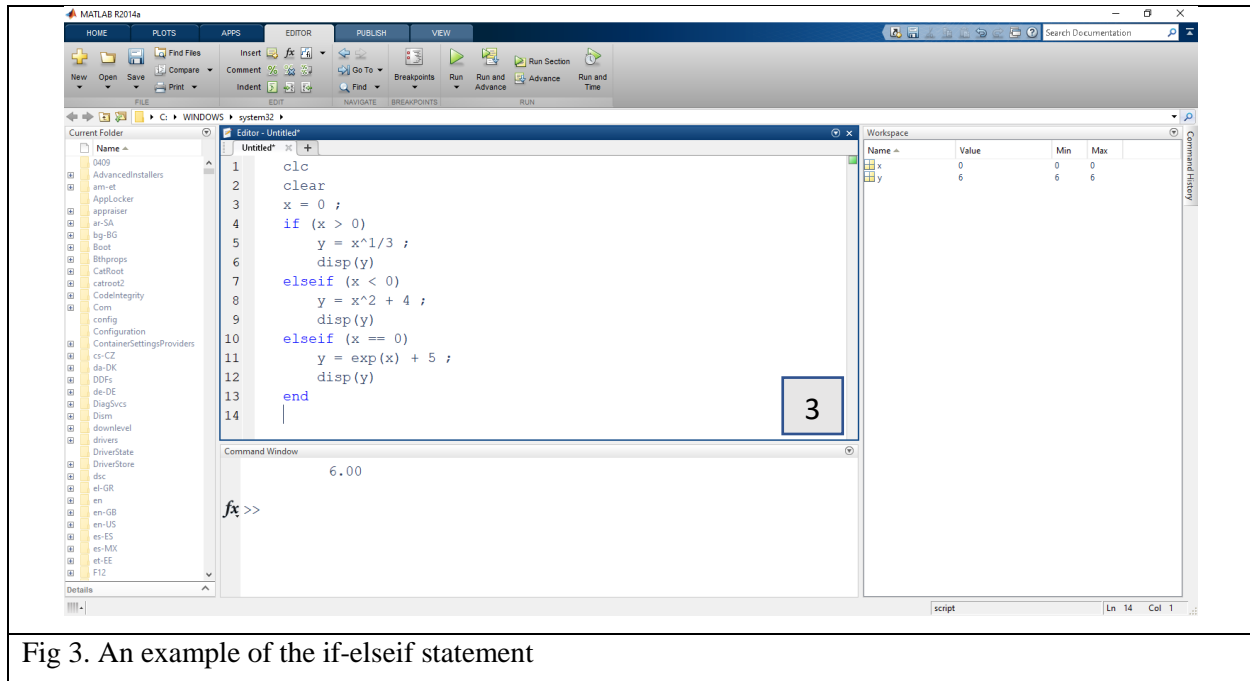 MATLAB R2014a
HOME PLOTS APPS EDITOR PUBLISH VIEW
Search Documentation
New Open Save
Find Files
Compare
Print
FILE
Insert fx
Comment
Indent
EDIT
Go To
Find
NAVIGATE
Breakpoints
BREAKPOINTS
Run
Run and Advance
Run Section
Advance
Run and Time
RUN
C: WINDOWS system32
Current Folder
Name
0409
AdvancedInstallers
am-et
AppLocker
appraiser
ar-SA
bg-BG
Boot
Bthprops
CatRoot
catroot2
CodeIntegrity
Com
config
Configuration
ContainerSettingsProviders
cs-CZ
da-DK
DDFs
de-DE
DiagSvcs
Dism
downlevel
drivers
DriverState
DriverStore
dsc
el-GR
en
en-GB
en-US
es-ES
es-MX
et-EE
F12
Details
Editor - Untitled*
Untitled* +
1 clc
2 clear
3 x = 0 ;
4 if (x > 0)
5 y = x^1/3 ;
6 disp(y)
7 elseif (x < 0)
8 y = x^2 + 4 ;
9 disp(y)
10 elseif (x == 0)
11 y = exp(x) + 5 ;
12 disp(y)
13 end
14
3
Command Window
6.00
fx >>
Workspace
Name Value Min Max
x 0 0 0
y 6 6 6
Command History
script Ln 14 Col 1
Fig 3. An example of the if-elseif statement